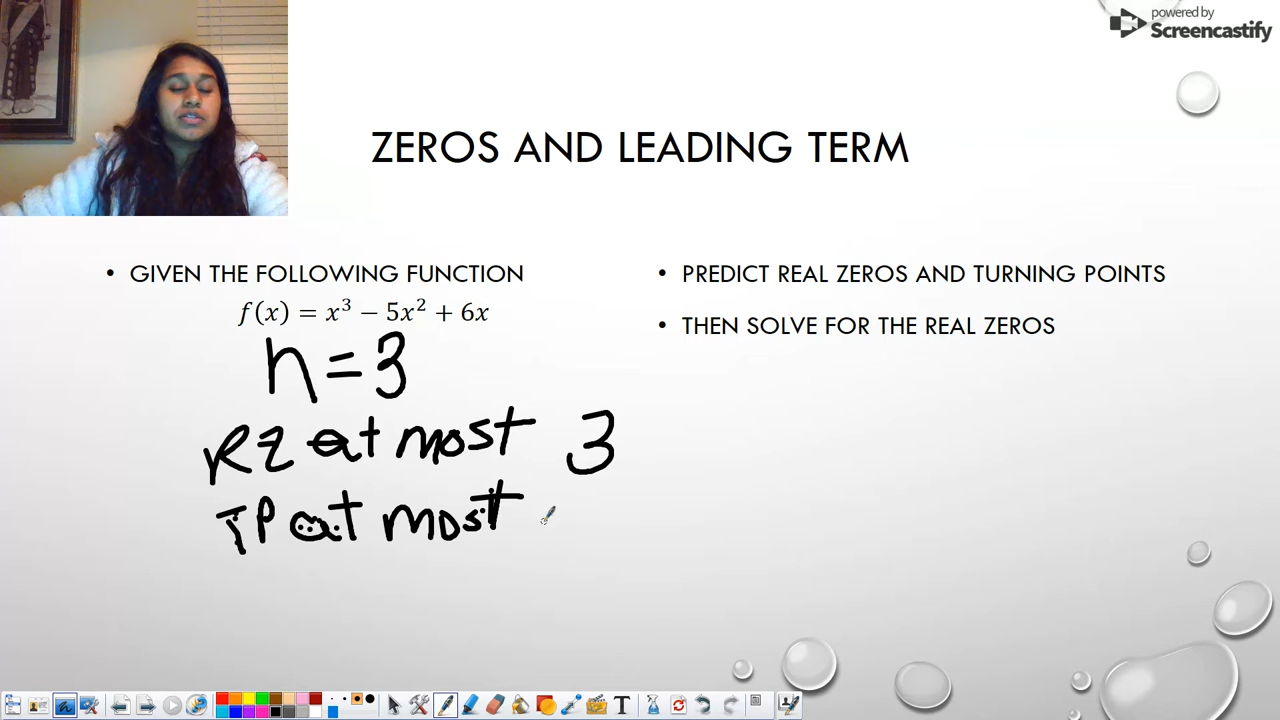 powered by
Screencastify
ZEROS AND LEADING TERM
• GIVEN THE FOLLOWING FUNCTION
f(x) = x³ − 5x² + 6x
n = 3
RZ at most 3
TP at most
• PREDICT REAL ZEROS AND TURNING POINTS
• THEN SOLVE FOR THE REAL ZEROS